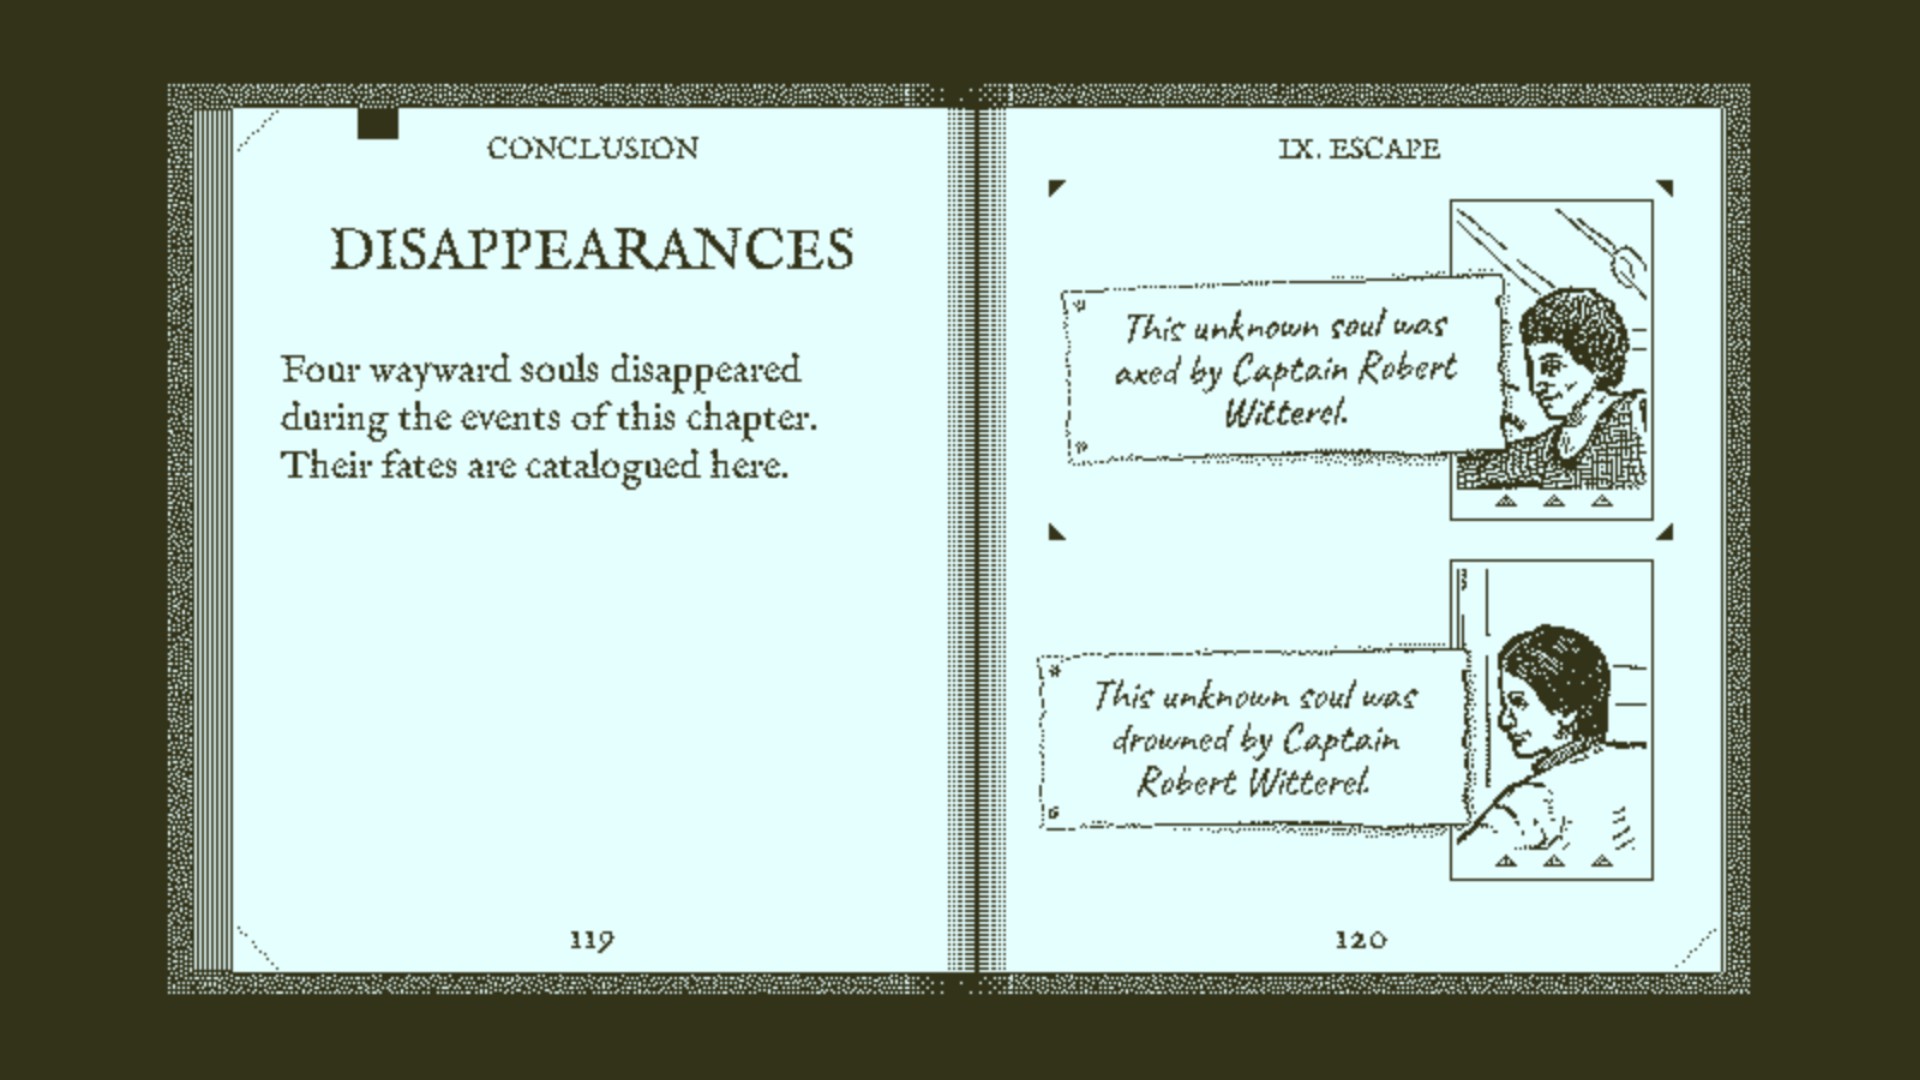 CONCLUSION
DISAPPEARANCES
Four wayward souls disappeared
during the events of this chapter.
Their fates are catalogued here.
119
IX. ESCAPE
This unknown soul was
axed by Captain Robert
Witterel.
This unknown soul was
drowned by Captain
Robert Witterel.
120